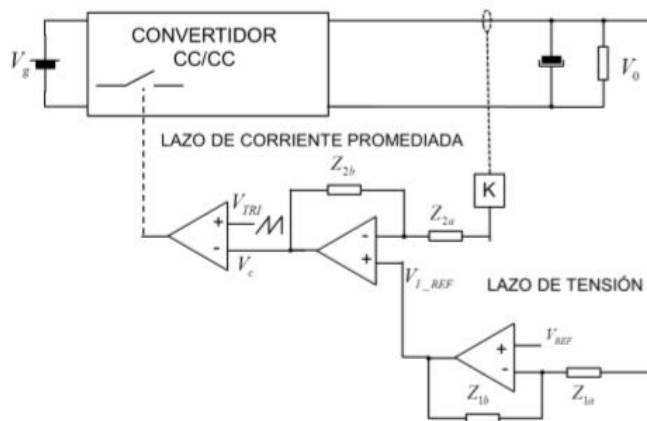 CONVERTIDOR
CC/CC
V_g
V_0
LAZO DE CORRIENTE PROMEDIADA
Z_2b
K
Z_2a
V_TRI
+
-
V_c
-
+
V_I_REF
LAZO DE TENSIÓN
+
-
V_REF
Z_1b
Z_1a